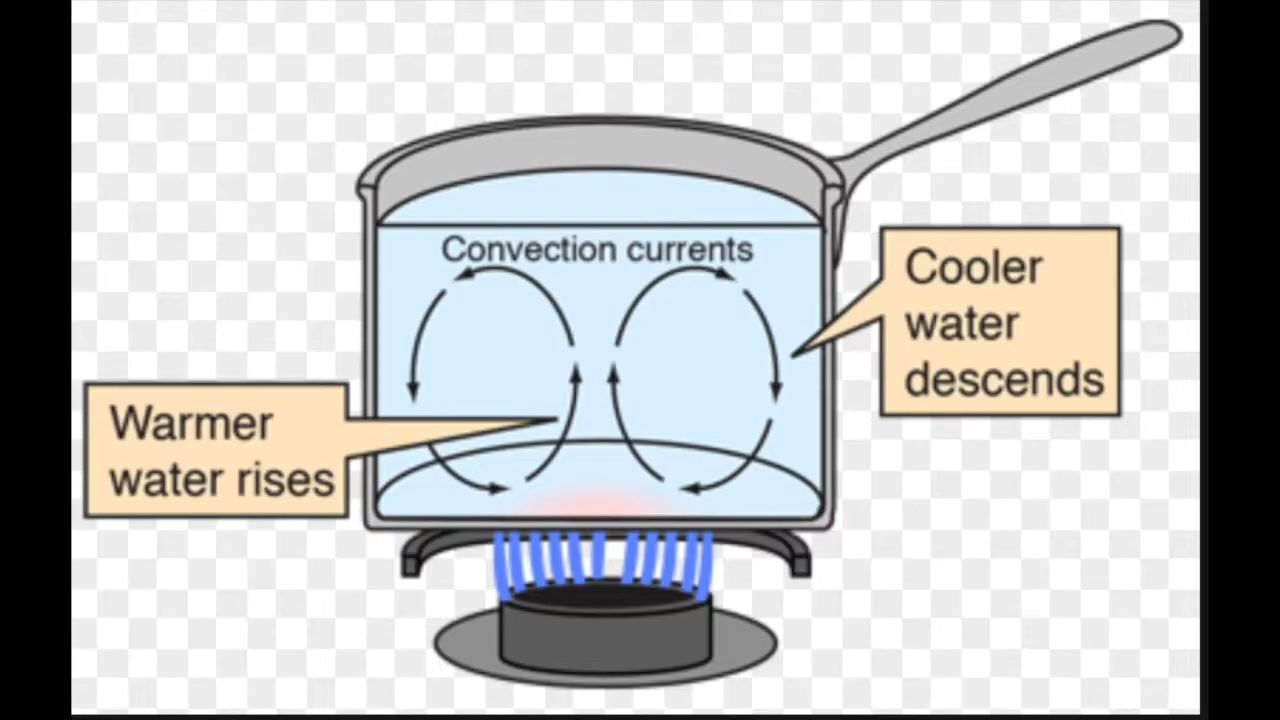 Convection currents
Cooler
water
descends
Warmer
water rises